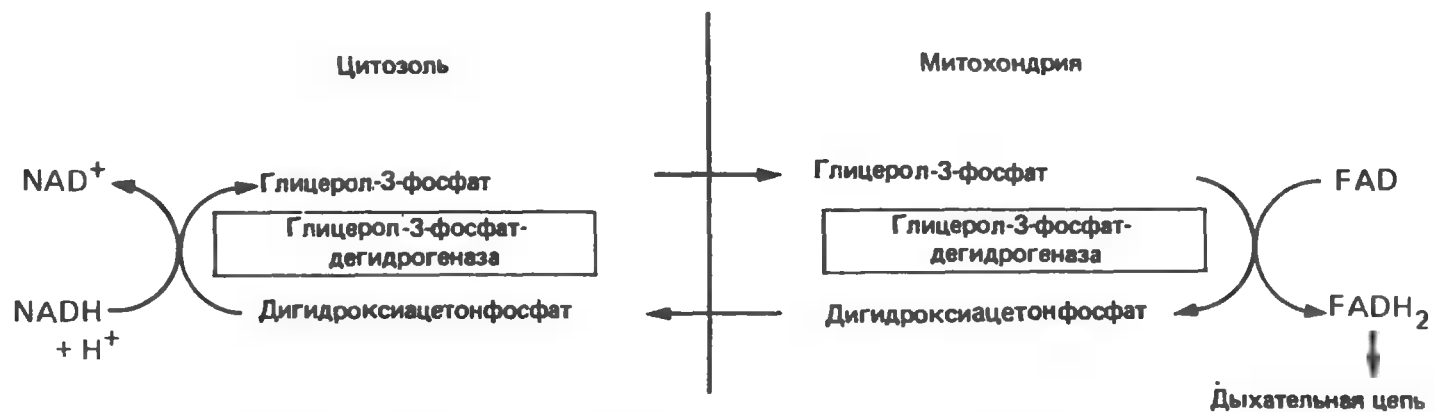 Цитозоль
Митохондрия
NAD⁺
Глицерол-3-фосфат
Глицерол-3-фосфат-
дегидрогеназа
NADH
+ H⁺
Дигидроксиацетонфосфат
Глицерол-3-фосфат
FAD
Глицерол-3-фосфат-
дегидрогеназа
Дигидроксиацетонфосфат
FADH₂
Дыхательная цепь